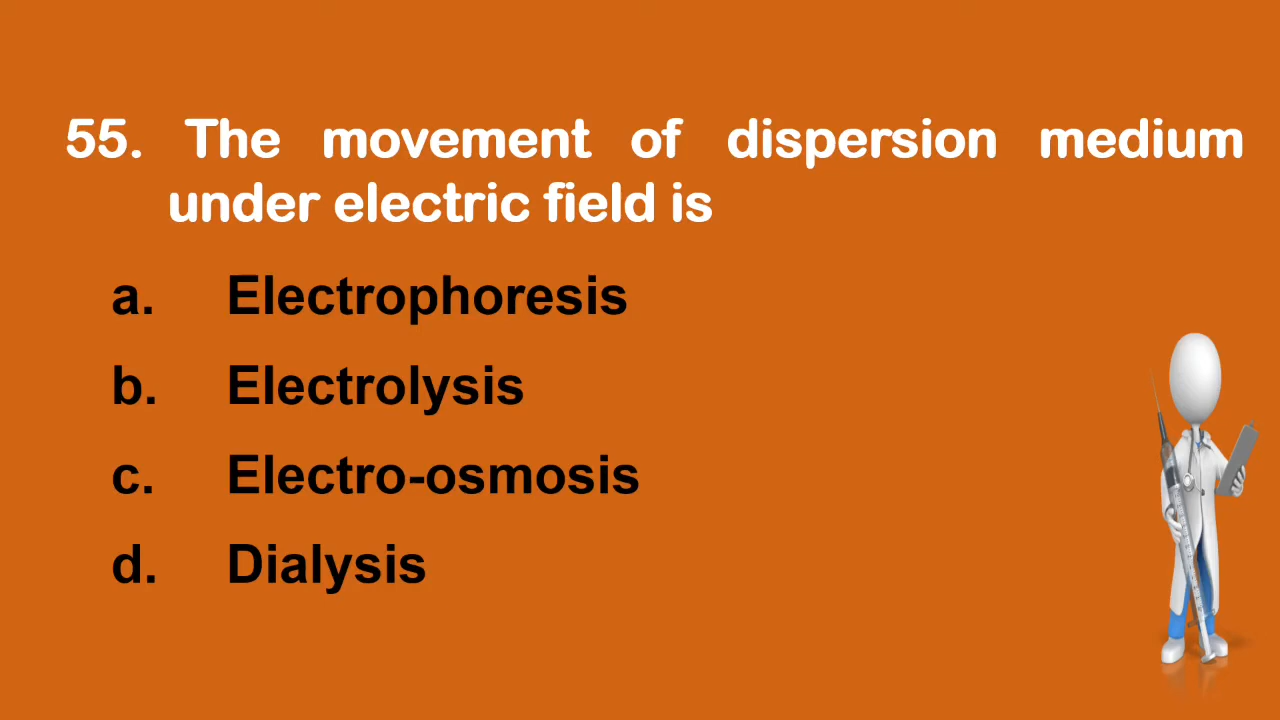 55. The movement of dispersion medium
under electric field is
a. Electrophoresis
b. Electrolysis
c. Electro-osmosis
d. Dialysis